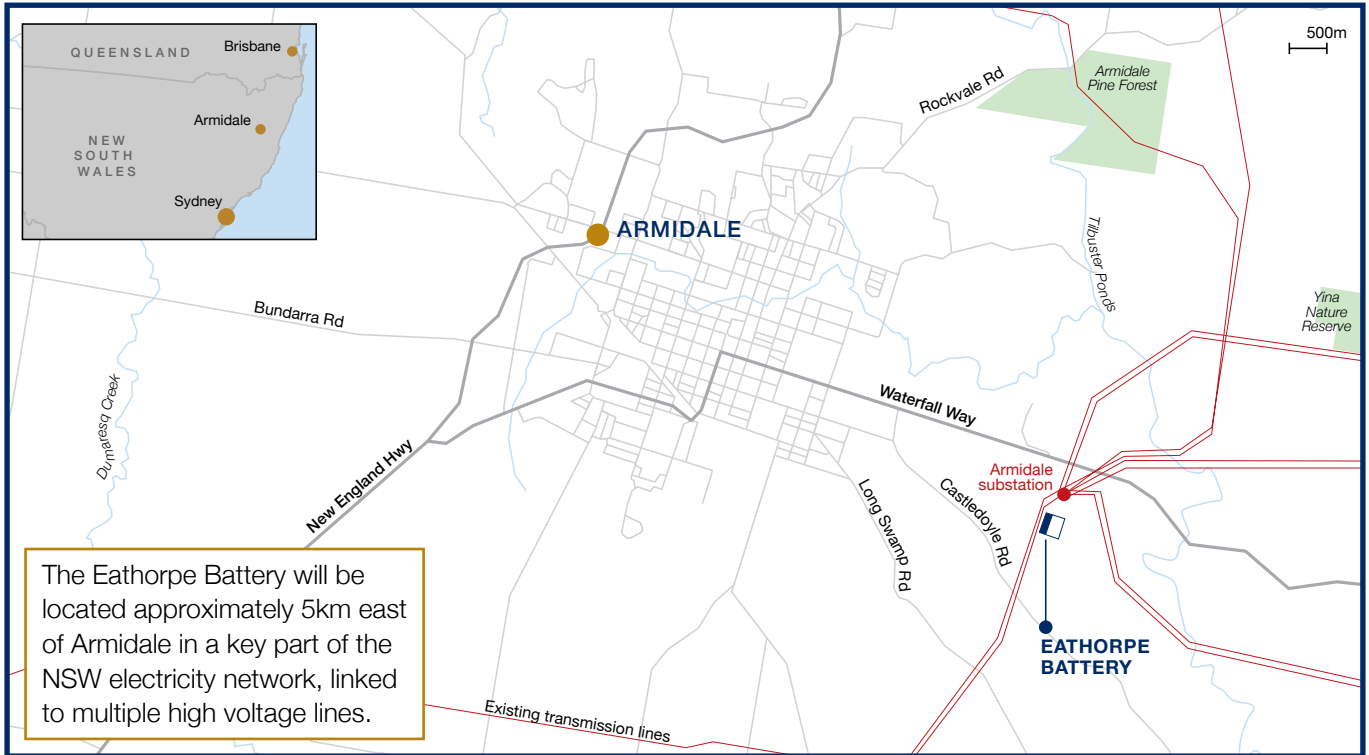 QUEENSLAND
Brisbane
Armidale
NEW
SOUTH
WALES
Sydney
500m
Armidale
Pine Forest
Rockvale Rd
ARMIDALE
Tilbuster Ponds
Yina
Nature
Reserve
Bundarra Rd
Dumaresq Creek
Waterfall Way
New England Hwy
Armidale
substation
Long Swamp Rd
Castledoyle Rd
EATHORPE
BATTERY
The Eathorpe Battery will be
located approximately 5km east
of Armidale in a key part of the
NSW electricity network, linked
to multiple high voltage lines.
Existing transmission lines